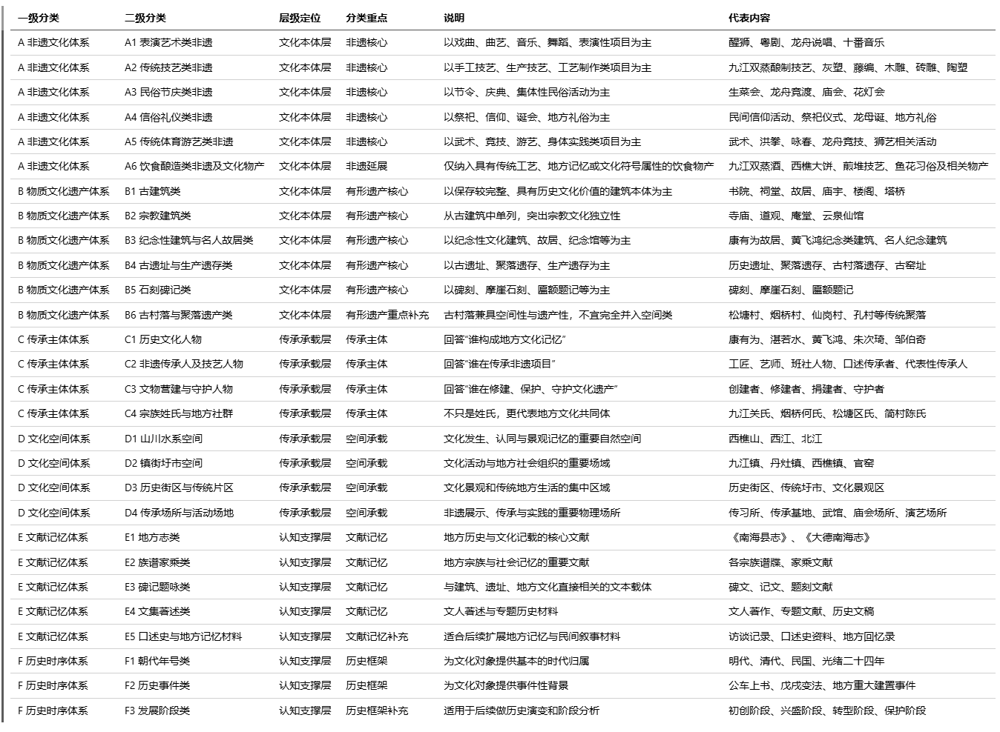 一级分类 二级分类 层级定位 分类重点 说明 代表内容
A 非遗文化体系 A1 表演艺术类非遗 文化本体层 非遗核心 以戏曲、曲艺、音乐、舞蹈、表演性项目为主 醒狮、粤剧、龙舟说唱、十番音乐
A 非遗文化体系 A2 传统技艺类非遗 文化本体层 非遗核心 以手工技艺、生产技艺、工艺制作类项目为主 九江双蒸酿制技艺、灰塑、藤编、木雕、砖雕、陶塑
A 非遗文化体系 A3 民俗节庆类非遗 文化本体层 非遗核心 以节令、庆典、集体性民俗活动为主 生菜会、龙舟竞渡、庙会、花灯会
A 非遗文化体系 A4 信俗礼仪类非遗 文化本体层 非遗核心 以祭祀、信仰、诞会、地方礼俗为主 民间信仰活动、祭祀仪式、龙母诞、地方礼俗
A 非遗文化体系 A5 传统体育游艺类非遗 文化本体层 非遗核心 以武术、竞技、游艺、身体实践类项目为主 武术、洪拳、咏春、龙舟竞技、狮艺相关活动
A 非遗文化体系 A6 饮食酿造类非遗及文化物产 文化本体层 非遗延展 仅纳入具有传统工艺、地方记忆或文化符号属性的饮食物产 九江双蒸酒、西樵大饼、煎堆技艺、鱼花习俗及相关物产
B 物质文化遗产体系 B1 古建筑类 文化本体层 有形遗产核心 以保存较完整、具有历史文化价值的建筑本体为主 书院、祠堂、故居、庙宇、楼阁、塔桥
B 物质文化遗产体系 B2 宗教建筑类 文化本体层 有形遗产核心 从古建筑中单列，突出宗教文化独立性 寺庙、道观、庵堂、云泉仙馆
B 物质文化遗产体系 B3 纪念性建筑与名人故居类 文化本体层 有形遗产核心 以纪念性文化建筑、故居、纪念馆等为主 康有为故居、黄飞鸿纪念类建筑、名人纪念建筑
B 物质文化遗产体系 B4 古遗址与生产遗存类 文化本体层 有形遗产核心 以古遗址、聚落遗存、生产遗存为主 历史遗址、聚落遗存、古村落遗存、古窑址
B 物质文化遗产体系 B5 石刻碑记类 文化本体层 有形遗产核心 以碑刻、摩崖石刻、匾额题记等为主 碑刻、摩崖石刻、匾额题记
B 物质文化遗产体系 B6 古村落与聚落遗产类 文化本体层 有形遗产重点补充 古村落兼具空间性与遗产性，不宜完全并入空间类 松塘村、烟桥村、仙岗村、孔村等传统聚落
C 传承主体体系 C1 历史文化人物 传承承载层 传承主体 回答“谁构成地方文化记忆” 康有为、湛若水、黄飞鸿、朱次琦、邹伯奇
C 传承主体体系 C2 非遗传承人及技艺人物 传承承载层 传承主体 回答“谁在传承非遗项目” 工匠、艺师、班社人物、口述传承者、代表性传承人
C 传承主体体系 C3 文物营建与守护人物 传承承载层 传承主体 回答“谁在修建、保护、守护文化遗产” 创建者、修建者、捐建者、守护者
C 传承主体体系 C4 宗族姓氏与地方社群 传承承载层 传承主体 不只是姓氏，更代表地方文化共同体 九江关氏、烟桥何氏、松塘区氏、简村陈氏
D 文化空间体系 D1 山川水系空间 传承承载层 空间承载 文化发生、认同与景观记忆的重要自然空间 西樵山、西江、北江
D 文化空间体系 D2 镇街圩市空间 传承承载层 空间承载 文化活动与地方社会组织的重要场域 九江镇、丹灶镇、西樵镇、官窑
D 文化空间体系 D3 历史街区与传统片区 传承承载层 空间承载 文化景观和传统地方生活的集中区域 历史街区、传统圩市、文化景观区
D 文化空间体系 D4 传承场所与活动场地 传承承载层 空间承载 非遗展示、传承与实践的重要物理场所 传习所、传承基地、武馆、庙会场所、演艺场所
E 文献记忆体系 E1 地方志类 认知支撑层 文献记忆 地方历史与文化记载的核心文献 《南海县志》、《大德南海志》
E 文献记忆体系 E2 族谱家乘类 认知支撑层 文献记忆 地方宗族与社会记忆的重要文献 各宗族谱牒、家乘文献
E 文献记忆体系 E3 碑记题咏类 认知支撑层 文献记忆 与建筑、遗址、地方文化直接相关的文本载体 碑文、记文、题刻文献
E 文献记忆体系 E4 文集著述类 认知支撑层 文献记忆 文人著述与专题历史材料 文人著作、专题文献、历史文稿
E 文献记忆体系 E5 口述史与地方记忆材料 认知支撑层 文献记忆补充 适合后续扩展地方记忆与民间叙事材料 访谈记录、口述史资料、地方回忆录
F 历史时序体系 F1 朝代年号类 认知支撑层 历史框架 为文化对象提供基本的时代归属 明代、清代、民国、光绪二十四年
F 历史时序体系 F2 历史事件类 认知支撑层 历史框架 为文化对象提供事件性背景 公车上书、戊戌变法、地方重大建置事件
F 历史时序体系 F3 发展阶段类 认知支撑层 历史框架补充 适用于后续做历史演变和阶段分析 初创阶段、兴盛阶段、转型阶段、保护阶段